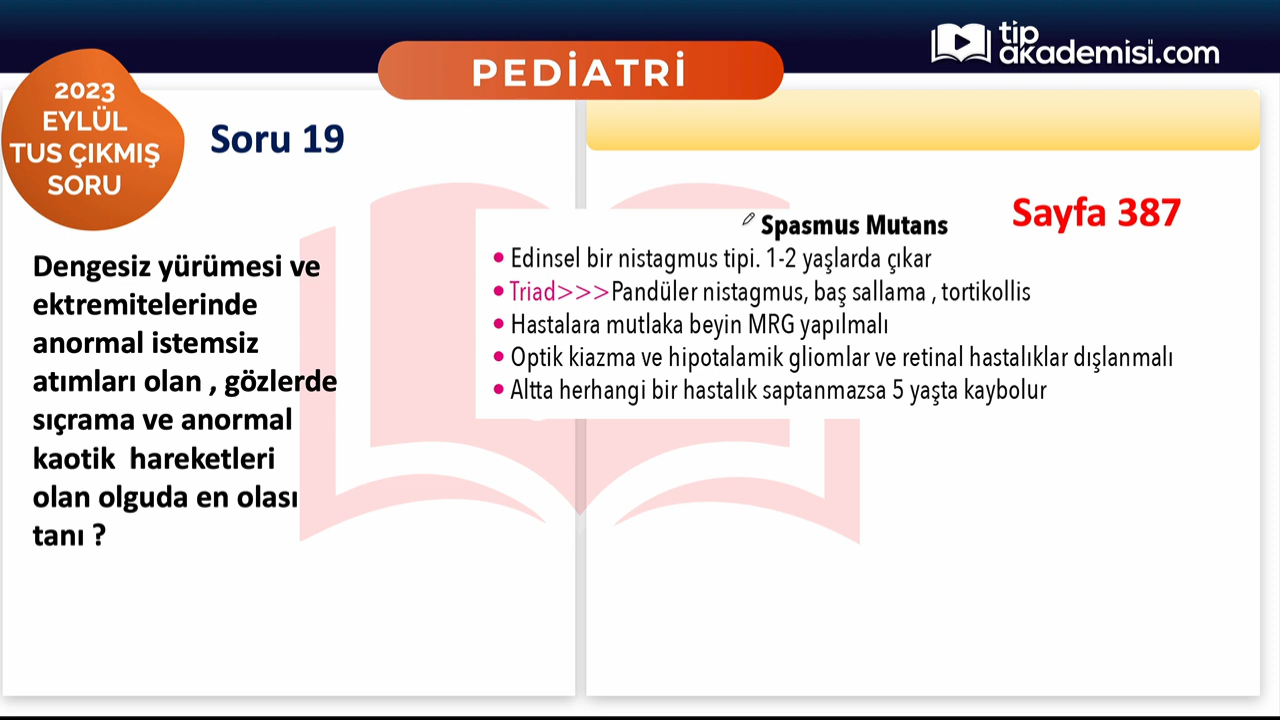 tip
akademisi.com
PEDİATRİ
2023
EYLÜL
TUS ÇIKMIŞ
SORU
Soru 19
Dengesiz yürümesi ve
ektremitelerinde
anormal istemsiz
atımları olan , gözlerde
sıçrama ve anormal
kaotik hareketleri
olan olguda en olası
tanı ?
Sayfa 387
Spasmus Mutans
• Edinsel bir nistagmus tipi. 1-2 yaşlarda çıkar
• Triad>>>Pandüler nistagmus, baş sallama , tortikollis
• Hastalara mutlaka beyin MRG yapılmalı
• Optik kiazma ve hipotalamik gliomlar ve retinal hastalıklar dışlanmalı
• Altta herhangi bir hastalık saptanmazsa 5 yaşta kaybolur